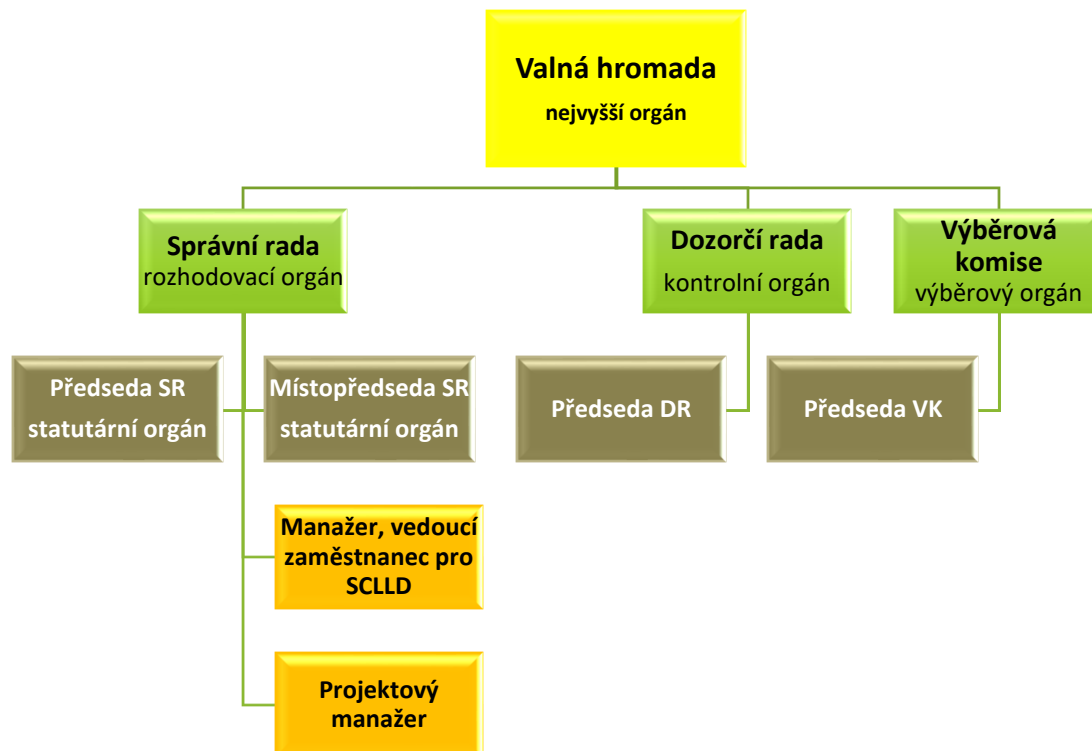 Valná hromada
nejvyšší orgán
Správní rada
rozhodovací orgán
Dozorčí rada
kontrolní orgán
Výběrová
komise
výběrový orgán
Předseda SR
statutární orgán
Místopředseda SR
statutární orgán
Předseda DR
Předseda VK
Manažer, vedoucí
zaměstnanec pro
SCLLD
Projektový
manažer